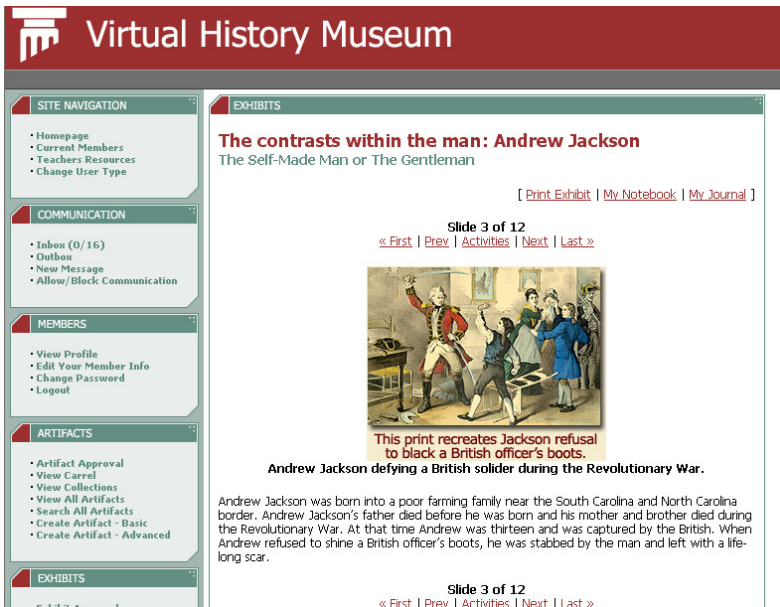 Virtual History Museum
SITE NAVIGATION
• Homepage
• Current Members
• Teachers Resources
• Change User Type
COMMUNICATION
• Inbox (0/16)
• Outbox
• New Message
• Allow/Block Communication
MEMBERS
• View Profile
• Edit Your Member Info
• Change Password
• Logout
ARTIFACTS
• Artifact Approval
• View Carrel
• View Collections
• View All Artifacts
• Search All Artifacts
• Create Artifact - Basic
• Create Artifact - Advanced
EXHIBITS
EXHIBITS
The contrasts within the man: Andrew Jackson
The Self-Made Man or The Gentleman
[ Print Exhibit | My Notebook | My Journal ]
Slide 3 of 12
« First | Prev | Activities | Next | Last »
This print recreates Jackson refusal
to black a British officer's boots.
Andrew Jackson defying a British solider during the Revolutionary War.
Andrew Jackson was born into a poor farming family near the South Carolina and North Carolina
border. Andrew Jackson's father died before he was born and his mother and brother died during
the Revolutionary War. At that time Andrew was thirteen and was captured by the British. When
Andrew refused to shine a British officer's boots, he was stabbed by the man and left with a life-
long scar.
Slide 3 of 12
« First | Prev | Activities | Next | Last »